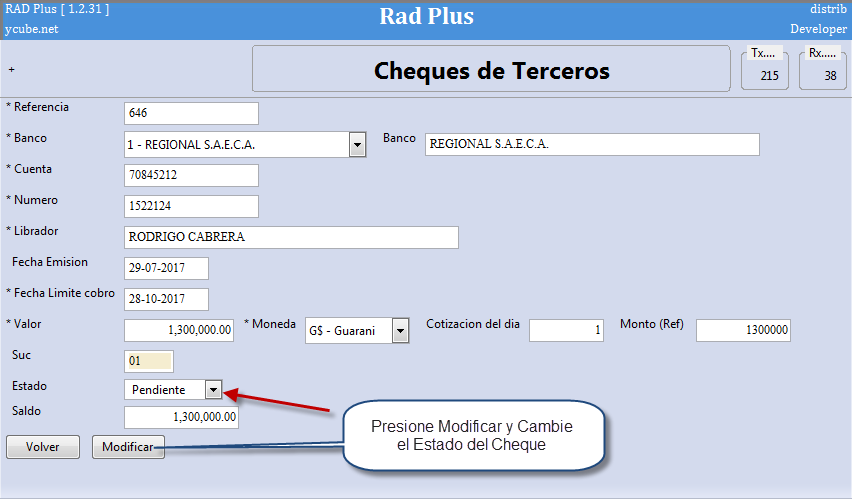 RAD Plus [ 1.2.31 ] Rad Plus distrib
ycube.net Developer
+ Cheques de Terceros Tx.... 215 Rx..... 38
* Referencia 646
* Banco 1 - REGIONAL S.A.E.C.A. Banco REGIONAL S.A.E.C.A.
* Cuenta 70845212
* Numero 1522124
* Librador RODRIGO CABRERA
Fecha Emision 29-07-2017
* Fecha Limite cobro 28-10-2017
* Valor 1,300,000.00 * Moneda G$ - Guarani Cotizacion del dia 1 Monto (Ref) 1300000
Suc 01
Estado Pendiente
Saldo 1,300,000.00
Presione Modificar y Cambie
el Estado del Cheque
Volver Modificar